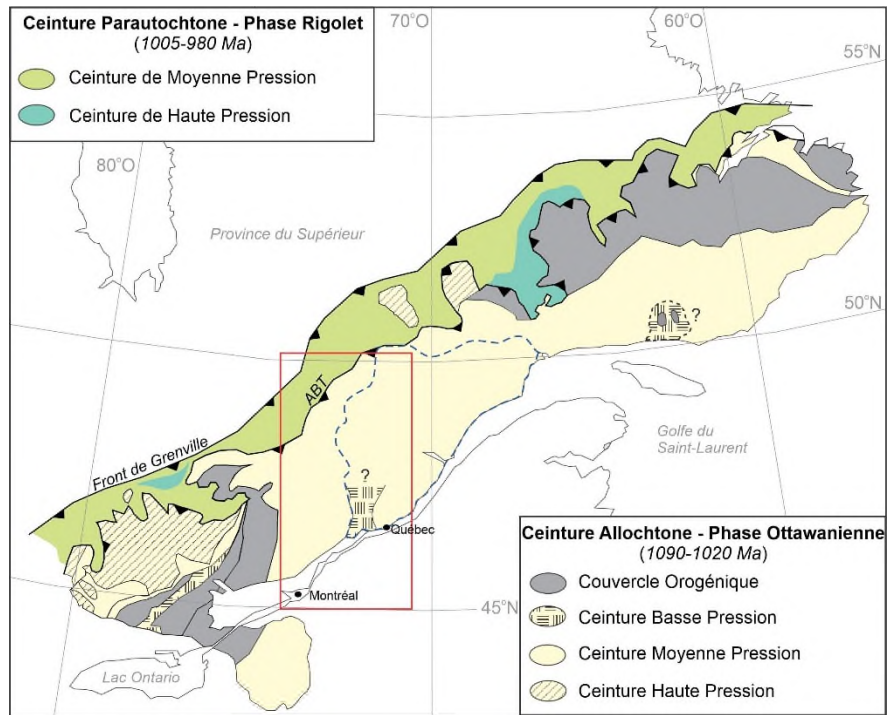 Ceinture Parautochtone - Phase Rigolet
(1005-980 Ma)
Ceinture de Moyenne Pression
Ceinture de Haute Pression
70°O
60°O
55°N
80°O
Province du Supérieur
50°N
?
ABT
Golfe du
Saint-Laurent
Front de Grenville
?
Québec
Montréal
45°N
Lac Ontario
Ceinture Allochtone - Phase Ottawanienne
(1090-1020 Ma)
Couvercle Orogénique
Ceinture Basse Pression
Ceinture Moyenne Pression
Ceinture Haute Pression